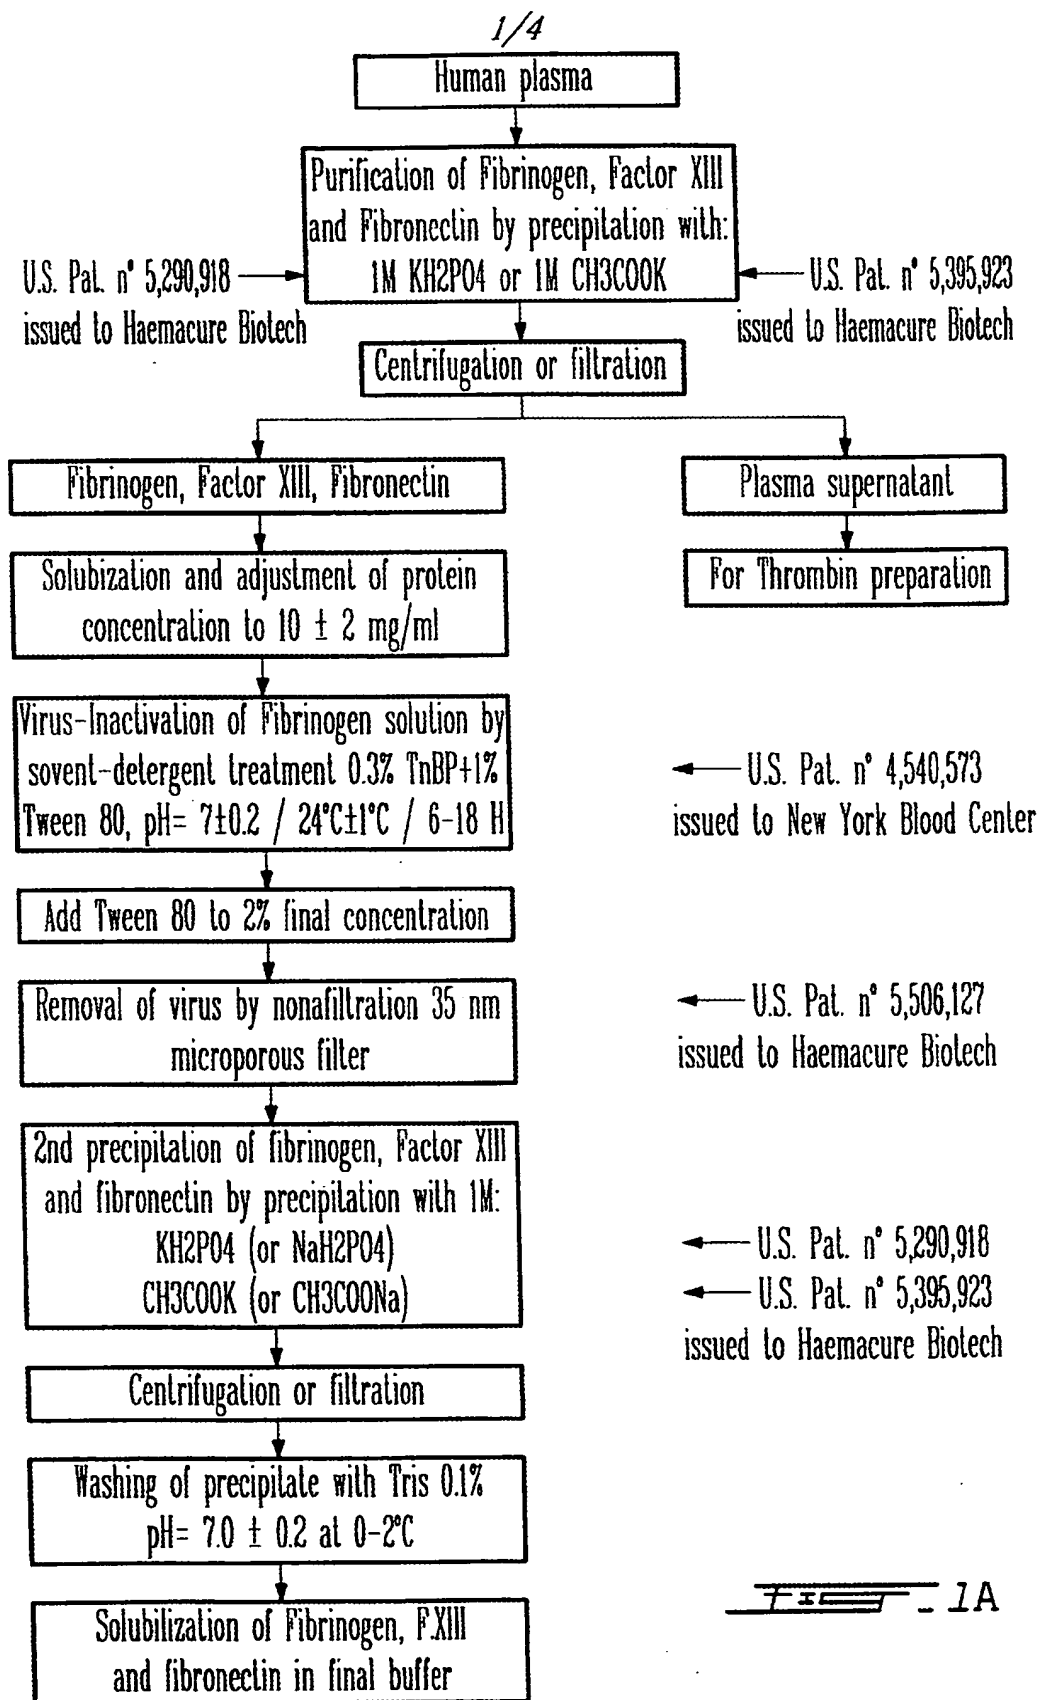 1/4
Human plasma
Purification of Fibrinogen, Factor XIII
and Fibronectin by precipitation with:
1M KH2PO4 or 1M CH3COOK
U.S. Pat. n° 5,290,918
issued to Haemacure Biotech
U.S. Pat. n° 5,395,923
issued to Haemacure Biotech
Centrifugation or filtration
Fibrinogen, Factor XIII, Fibronectin
Plasma supernatant
Solubization and adjustment of protein
concentration to 10 ± 2 mg/ml
For Thrombin preparation
Virus-Inactivation of Fibrinogen solution by
sovent-detergent treatment 0.3% TnBP+1%
Tween 80, pH= 7±0.2 / 24°C±1°C / 6-18 H
U.S. Pat. n° 4,540,573
issued to New York Blood Center
Add Tween 80 to 2% final concentration
Removal of virus by nonafiltration 35 nm
microporous filter
U.S. Pat. n° 5,506,127
issued to Haemacure Biotech
2nd precipitation of fibrinogen, Factor XIII
and fibronectin by precipitation with 1M:
KH2PO4 (or NaH2PO4)
CH3COOK (or CH3COONa)
U.S. Pat. n° 5,290,918
U.S. Pat. n° 5,395,923
issued to Haemacure Biotech
Centrifugation or filtration
Washing of precipitate with Tris 0.1%
pH= 7.0 ± 0.2 at 0-2°C
Solubilization of Fibrinogen, F.XIII
and fibronectin in final buffer
Fig. 1A